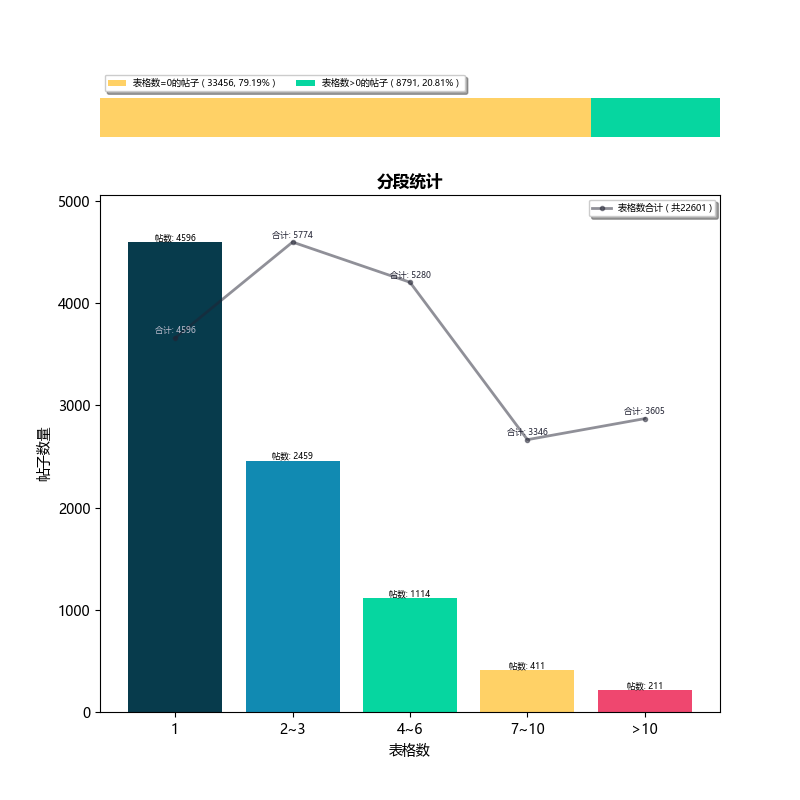 表格数=0的帖子 ( 33456, 79.19% )
表格数>0的帖子 ( 8791, 20.81% )
分段统计
表格数合计 ( 共22601 )
5000
4000
3000
2000
1000
0
帖子数量
帖数: 4596
合计: 4596
合计: 5774
帖数: 2459
合计: 5280
帖数: 1114
合计: 3346
帖数: 411
合计: 3605
帖数: 211
1
2~3
4~6
7~10
>10
表格数